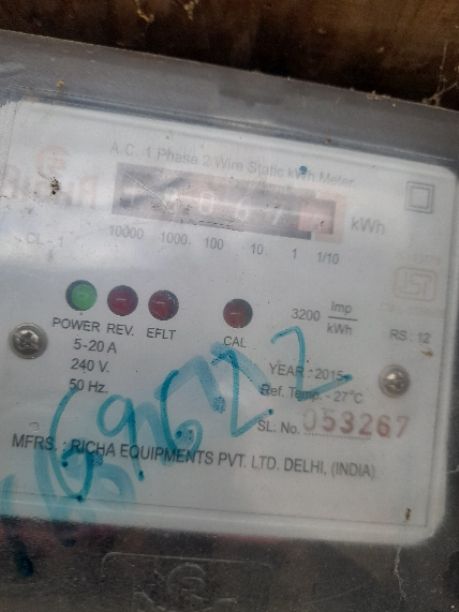 A.C. 1 Phase 2 Wire Static kWh Meter
kWh
CL - 1 10000 1000 100 10 1 1/10
3200 Imp/kWh
POWER REV. EFLT CAL RS : 12
5-20 A
240 V.
50 Hz.
YEAR : 2015
Ref. Temp. - 27°C
SL. No. 053267
MFRS. : RICHA EQUIPMENTS PVT. LTD. DELHI, (INDIA)